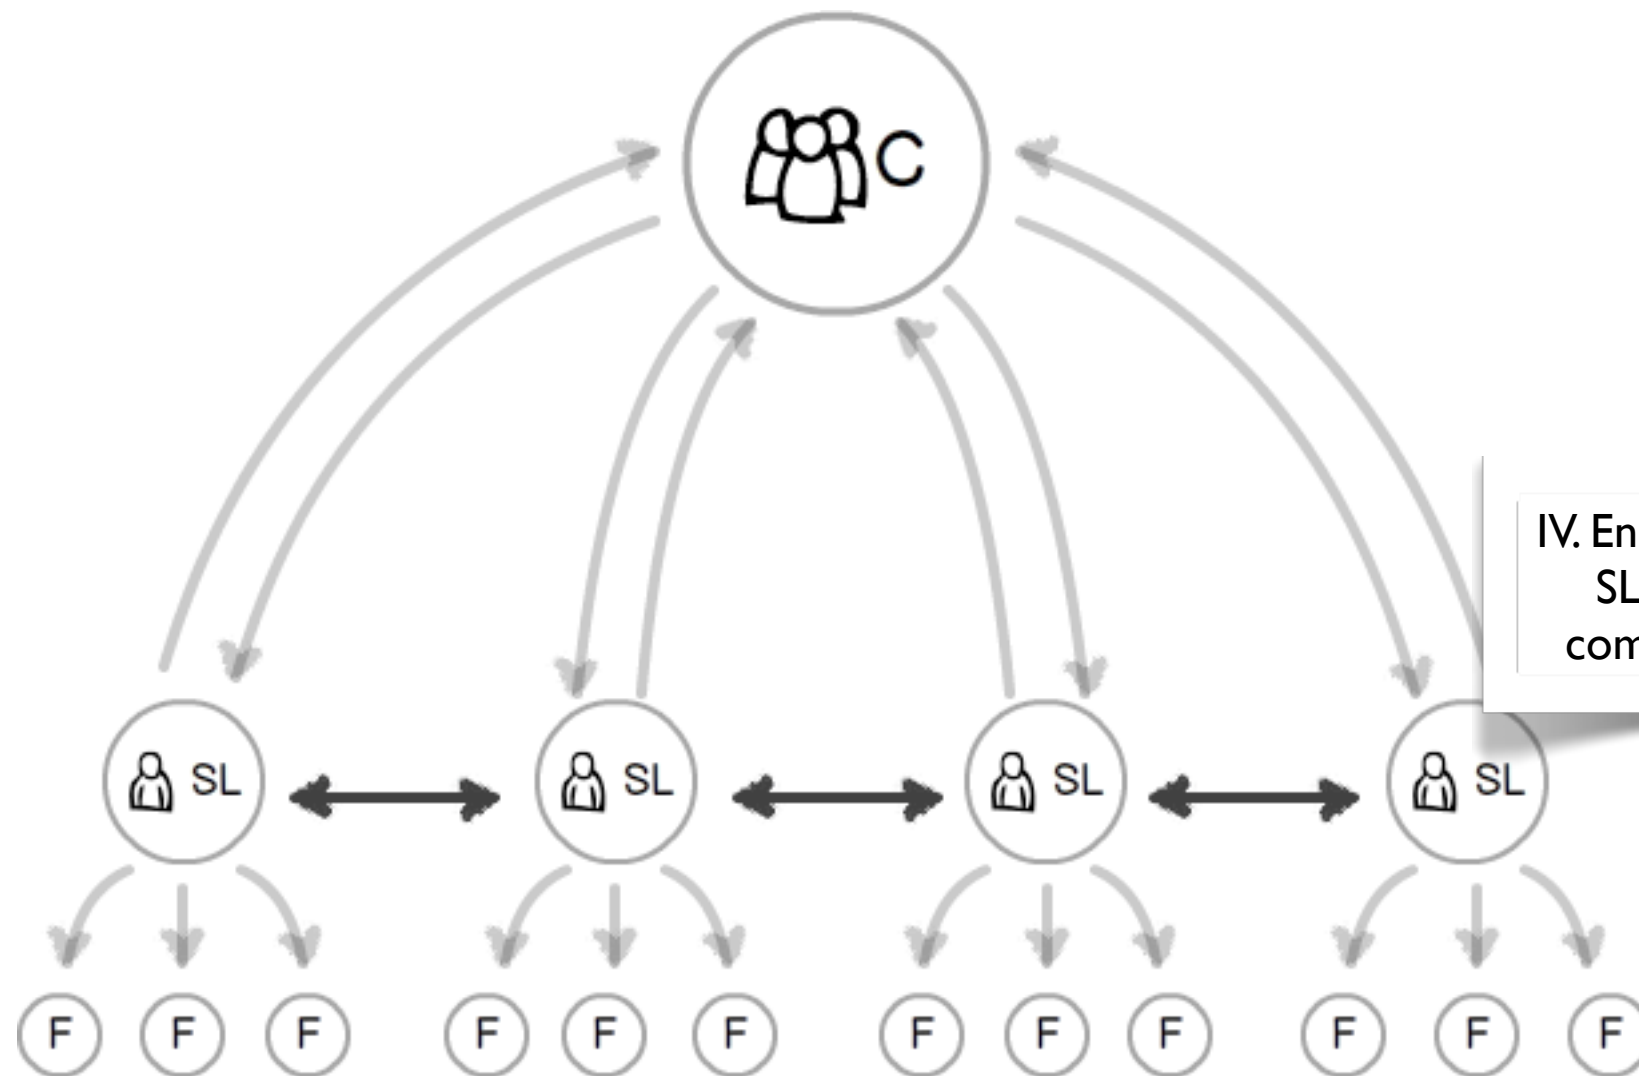 C
IV. En
SL
com
SL SL SL SL
F F F F F F F F F F F F